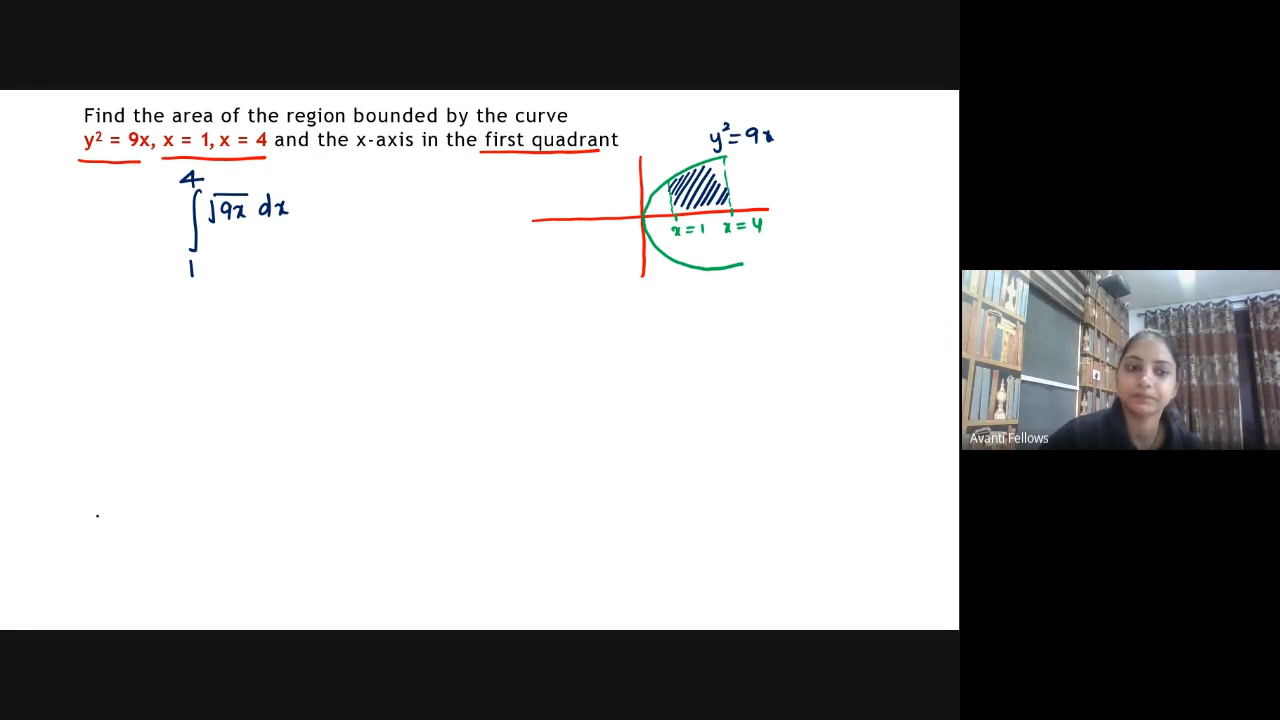 Find the area of the region bounded by the curve
y² = 9x, x = 1, x = 4 and the x-axis in the first quadrant
y² = 9x
4
∫ √9x dx
1
x = 1 x = 4
Avanti Fellows